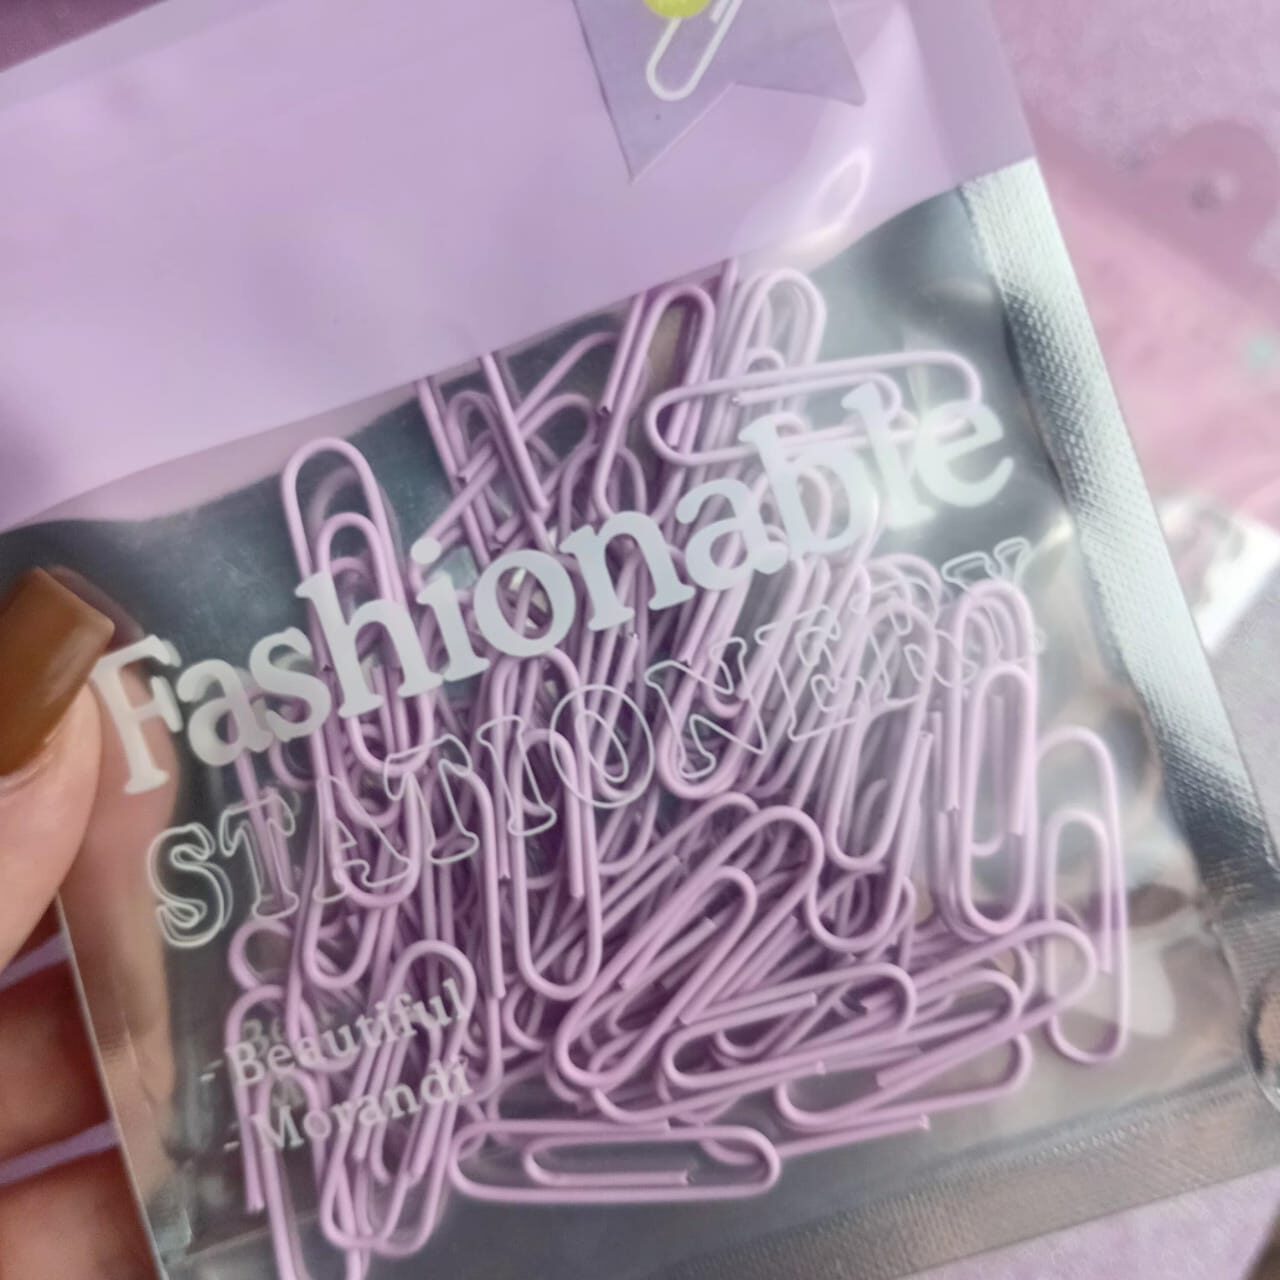 Fashionable
STATIONERY
- Beautiful
- Morandi